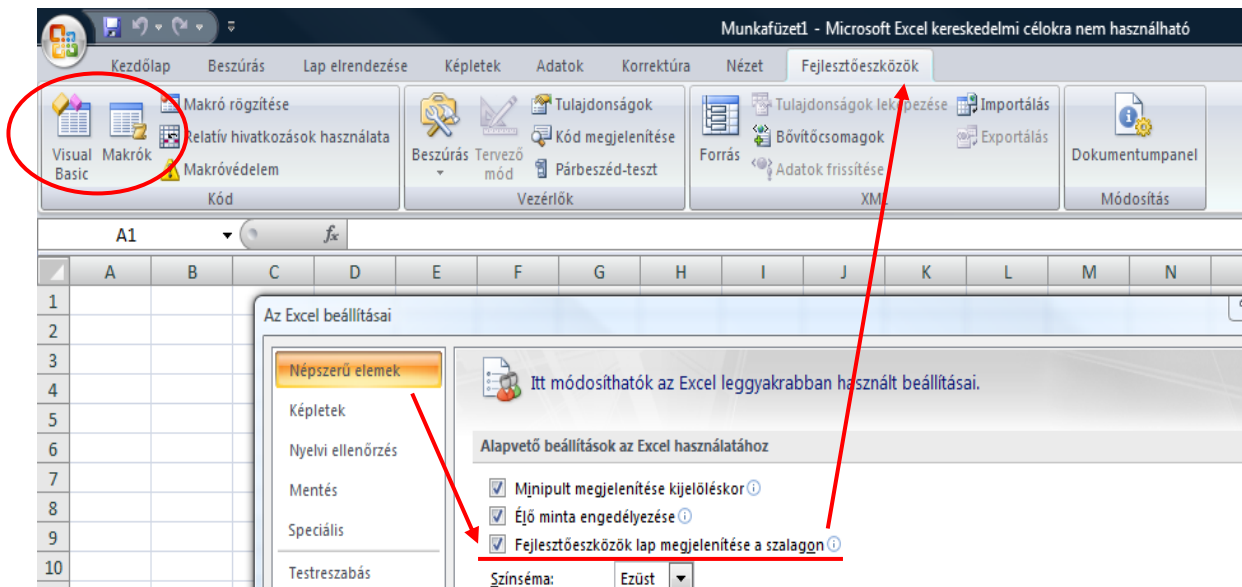 Munkafüzet1 - Microsoft Excel kereskedelmi célokra nem használható
Kezdőlap Beszúrás Lap elrendezése Képletek Adatok Korrektúra Nézet Fejlesztőeszközök
Visual Basic
Makrók
Makró rögzítése
Relatív hivatkozások használata
Makróvédelem
Kód
Beszúrás
Tervező mód
Tulajdonságok
Kód megjelenítése
Párbeszéd-teszt
Vezérlők
Forrás
Tulajdonságok leképezése
Bővítőcsomagok
Adatok frissítése
Importálás
Exportálás
XML
Dokumentumpanel
Módosítás
A1 fx
A B C D E F G H I J K L M N
1
2
3
4
5
6
7
8
9
10
Az Excel beállításai
Népszerű elemek
Képletek
Nyelvi ellenőrzés
Mentés
Speciális
Testreszabás
Itt módosíthatók az Excel leggyakrabban használt beállításai.
Alapvető beállítások az Excel használatához
Minipult megjelenítése kijelöléskor
Élő minta engedélyezése
Fejlesztőeszközök lap megjelenítése a szalagon
Színséma: Ezüst